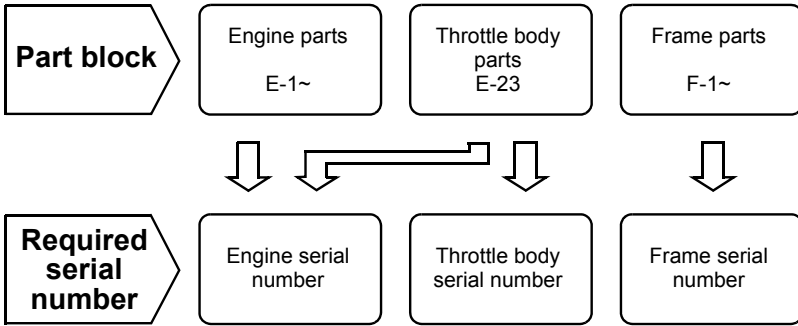 Part block
Engine parts
E-1~
Throttle body
parts
E-23
Frame parts
F-1~
Required
serial
number
Engine serial
number
Throttle body
serial number
Frame serial
number